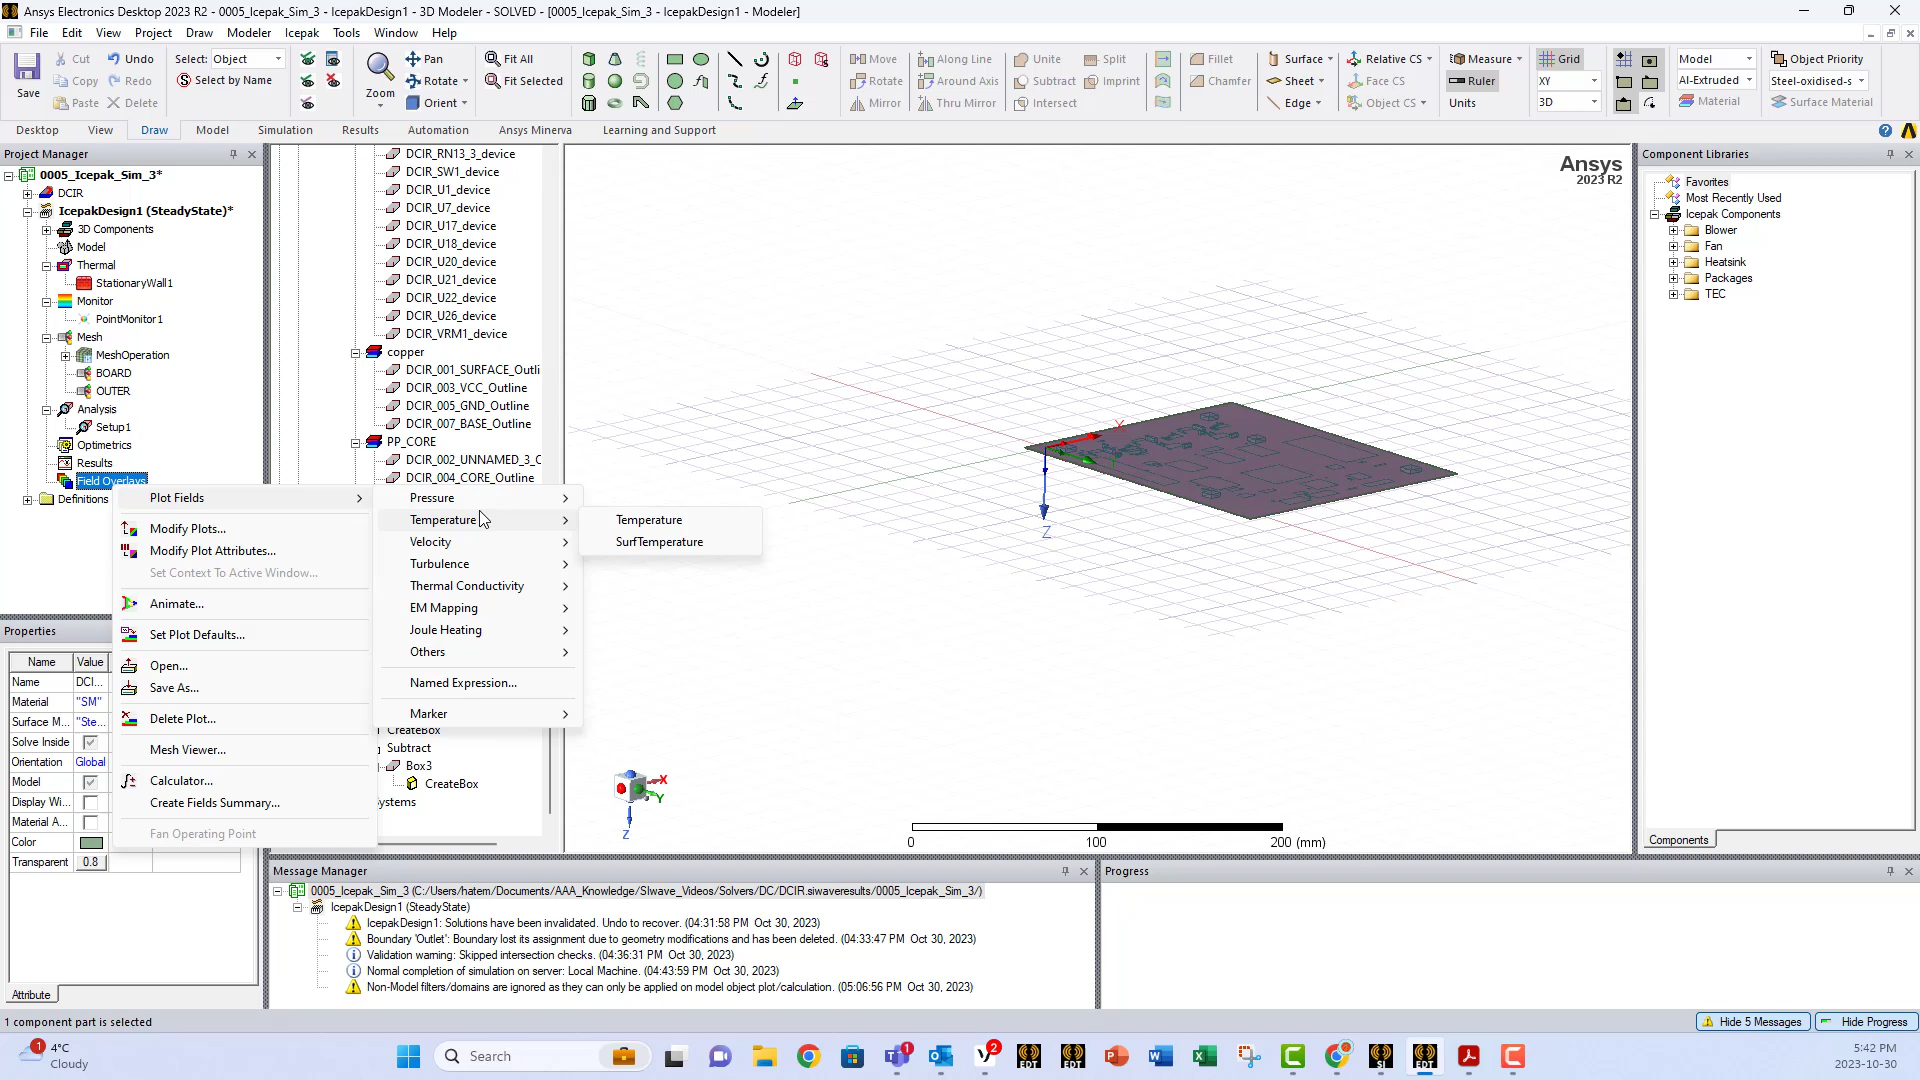 Ansys Electronics Desktop 2023 R2 - 0005_Icepak_Sim_3 - IcepakDesign1 - 3D Modeler - SOLVED - [0005_Icepak_Sim_3 - IcepakDesign1 - Modeler]
File Edit View Project Draw Modeler Icepak Tools Window Help
Save
Cut Undo
Copy Redo
Paste Delete
Select: Object
Select by Name
Zoom
Pan
Rotate
Orient
Fit All
Fit Selected
Move
Rotate
Mirror
Along Line
Around Axis
Thru Mirror
Unite Split
Subtract Imprint
Intersect
Fillet
Chamfer
Surface
Sheet
Edge
Relative CS
Face CS
Object CS
Measure
Ruler
Units
Grid
XY
3D
Model
Al-Extruded
Material
Object Priority
Steel-oxidised-s
Surface Material
Desktop View Draw Model Simulation Results Automation Ansys Minerva Learning and Support
Project Manager
0005_Icepak_Sim_3*
DCIR
IcepakDesign1 (SteadyState)*
3D Components
Model
Thermal
StationaryWall1
Monitor
PointMonitor1
Mesh
MeshOperation
BOARD
OUTER
Analysis
Setup1
Optimetrics
Results
Field Overlays
Definitions
DCIR_RN13_3_device
DCIR_SW1_device
DCIR_U1_device
DCIR_U7_device
DCIR_U17_device
DCIR_U18_device
DCIR_U20_device
DCIR_U21_device
DCIR_U22_device
DCIR_U26_device
DCIR_VRM1_device
copper
DCIR_001_SURFACE_Outli
DCIR_003_VCC_Outline
DCIR_005_GND_Outline
DCIR_007_BASE_Outline
PP_CORE
DCIR_002_UNNAMED_3_C
DCIR_004_CORE_Outline
CreateBox
Subtract
Box3
CreateBox
ystems
Plot Fields
Modify Plots...
Modify Plot Attributes...
Set Context To Active Window...
Animate...
Set Plot Defaults...
Open...
Save As...
Delete Plot...
Mesh Viewer...
Calculator...
Create Fields Summary...
Fan Operating Point
Pressure
Temperature
Velocity
Turbulence
Thermal Conductivity
EM Mapping
Joule Heating
Others
Named Expression...
Marker
Temperature
SurfTemperature
Properties
Name Value
Name DCI...
Material "SM"
Surface M... "Ste...
Solve Inside
Orientation Global
Model
Display Wi...
Material A...
Color
Transparent 0.8
Attribute
Ansys
2023 R2
X
Z
X
Y
Z
0 100 200 (mm)
Component Libraries
Favorites
Most Recently Used
Icepak Components
Blower
Fan
Heatsink
Packages
TEC
Components
Message Manager
0005_Icepak_Sim_3 (C:/Users/hatem/Documents/AAA_Knowledge/SIwave_Videos/Solvers/DC/DCIR.siwaveresults/0005_Icepak_Sim_3/)
IcepakDesign1 (SteadyState)
IcepakDesign1: Solutions have been invalidated. Undo to recover. (04:31:58 PM Oct 30, 2023)
Boundary 'Outlet': Boundary lost its assignment due to geometry modifications and has been deleted. (04:33:47 PM Oct 30, 2023)
Validation warning: Skipped intersection checks. (04:36:31 PM Oct 30, 2023)
Normal completion of simulation on server: Local Machine. (04:43:59 PM Oct 30, 2023)
Non-Model filters/domains are ignored as they can only be applied on model object plot/calculation. (05:06:56 PM Oct 30, 2023)
Progress
1 component part is selected
Hide 5 Messages
Hide Progress
1
4°C
Cloudy
Search
1
2
EDT
EDT
SI
EDT
5:42 PM
2023-10-30